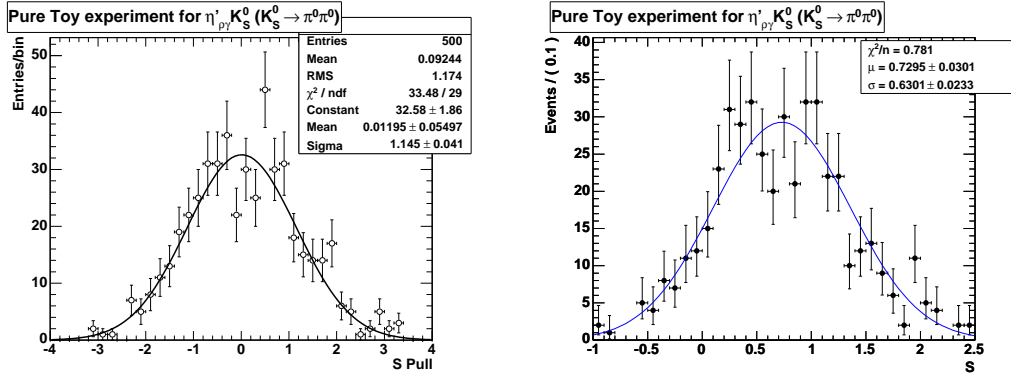 Pure Toy experiment for η'ργ K⁰S (K⁰S → π⁰π⁰)
Entries 500
Mean 0.09244
RMS 1.174
χ² / ndf 33.48 / 29
Constant 32.58 ± 1.86
Mean 0.01195 ± 0.05497
Sigma 1.145 ± 0.041
Entries/bin
50
40
30
20
10
0
-4 -3 -2 -1 0 1 2 3 4
S Pull
Pure Toy experiment for η'ργ K⁰S (K⁰S → π⁰π⁰)
χ²/n = 0.781
μ = 0.7295 ± 0.0301
σ = 0.6301 ± 0.0233
Events / ( 0.1 )
40
35
30
25
20
15
10
5
0
-1 -0.5 0 0.5 1 1.5 2 2.5
S